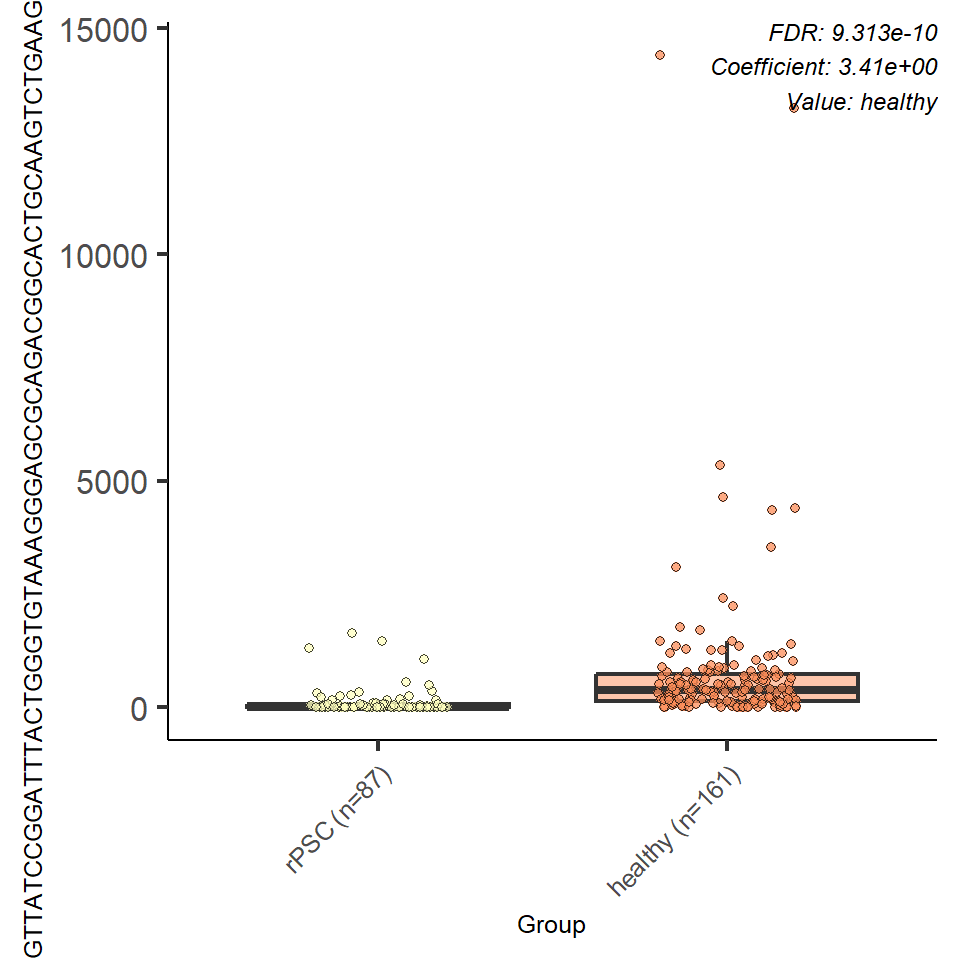 FDR: 9.313e-10
Coefficient: 3.41e+00
Value: healthy
15000
10000
5000
0
GTTATCCGGATTTACTGGGTGTAAAGGGAGCGCAGACGGCACTGCAAGTCTGAAG
rPSC (n=87)
healthy (n=161)
Group